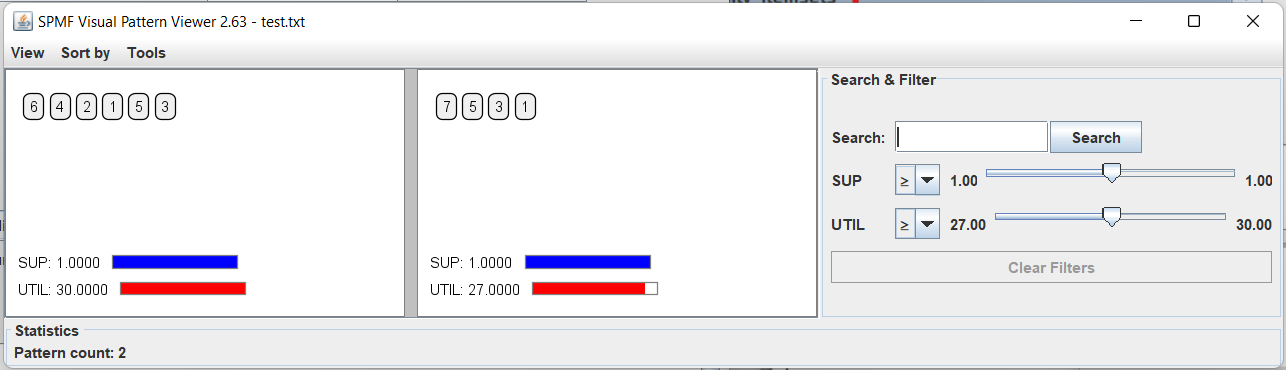 SPMF Visual Pattern Viewer 2.63 - test.txt
View Sort by Tools
6 4 2 1 5 3
SUP: 1.0000
UTIL: 30.0000
7 5 3 1
SUP: 1.0000
UTIL: 27.0000
Search & Filter
Search: Search
SUP ≥ 1.00 1.00
UTIL ≥ 27.00 30.00
Clear Filters
Statistics
Pattern count: 2